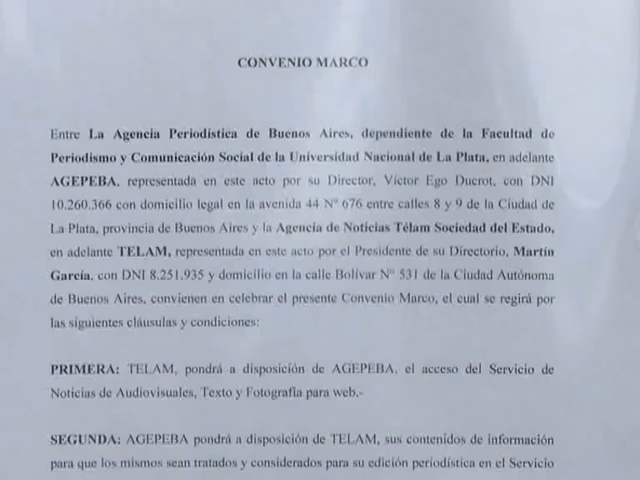 CONVENIO MARCO
Entre La Agencia Periodística de Buenos Aires, dependiente de la Facultad de
Periodismo y Comunicación Social de la Universidad Nacional de La Plata, en adelante
AGEPEBA, representada en este acto por su Director, Víctor Ego Ducrot, con DNI
10.260.366 con domicilio legal en la avenida 44 Nº 676 entre calles 8 y 9 de la Ciudad de
La Plata, provincia de Buenos Aires y la Agencia de Noticias Télam Sociedad del Estado,
en adelante TELAM, representada en este acto por el Presidente de su Directorio, Martín
García, con DNI 8.251.935 y domicilio en la calle Bolívar Nº 531 de la Ciudad Autónoma
de Buenos Aires, convienen en celebrar el presente Convenio Marco, el cual se regirá por
las siguientes cláusulas y condiciones:
PRIMERA: TELAM, pondrá a disposición de AGEPEBA, el acceso del Servicio de
Noticias de Audiovisuales, Texto y Fotografía para web.-
SEGUNDA: AGEPEBA pondrá a disposición de TELAM, sus contenidos de información
para que los mismos sean tratados y considerados para su edición periodística en el Servicio